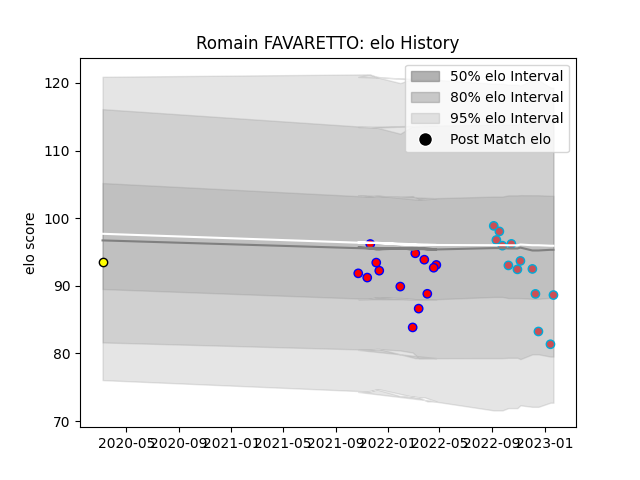 Romain FAVARETTO: elo History
50% elo Interval
80% elo Interval
95% elo Interval
Post Match elo
elo score
120
110
100
90
80
70
2020-05 2020-09 2021-01 2021-05 2021-09 2022-01 2022-05 2022-09 2023-01